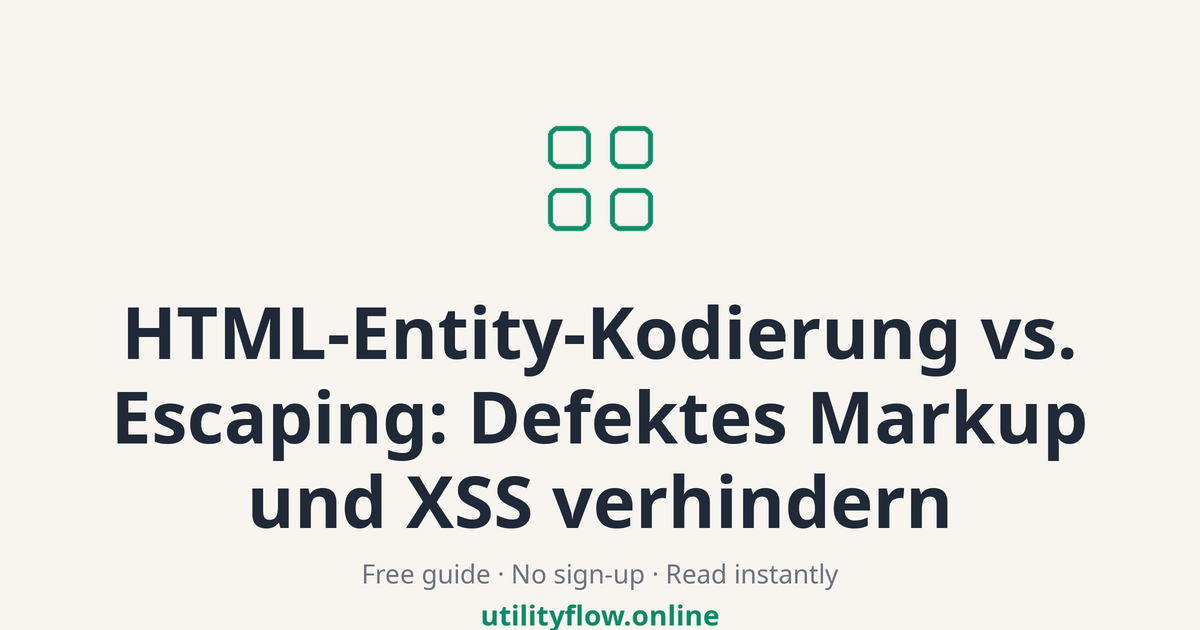 HTML-Entity-Kodierung vs.
Escaping: Defektes Markup
und XSS verhindern
Free guide · No sign-up · Read instantly
utilityflow.online